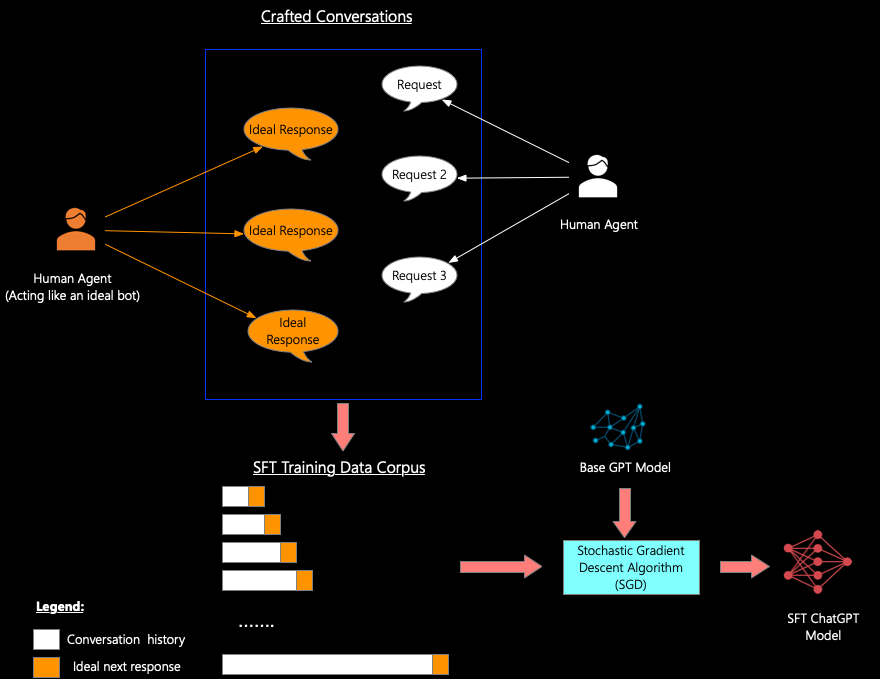 Crafted Conversations
Request
Ideal Response
Request 2
Human Agent
Ideal Response
Request 3
Human Agent
(Acting like an ideal bot)
Ideal
Response
SFT Training Data Corpus
Base GPT Model
Stochastic Gradient
Descent Algorithm
(SGD)
.......
Legend:
Conversation history
Ideal next response
SFT ChatGPT
Model